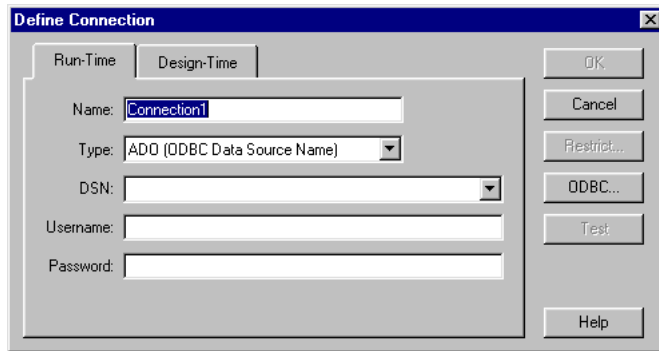 Define Connection
Run-Time
Design-Time
Name: Connection1
Type: ADO (ODBC Data Source Name)
DSN:
Username:
Password:
OK
Cancel
Restrict...
ODBC...
Test
Help